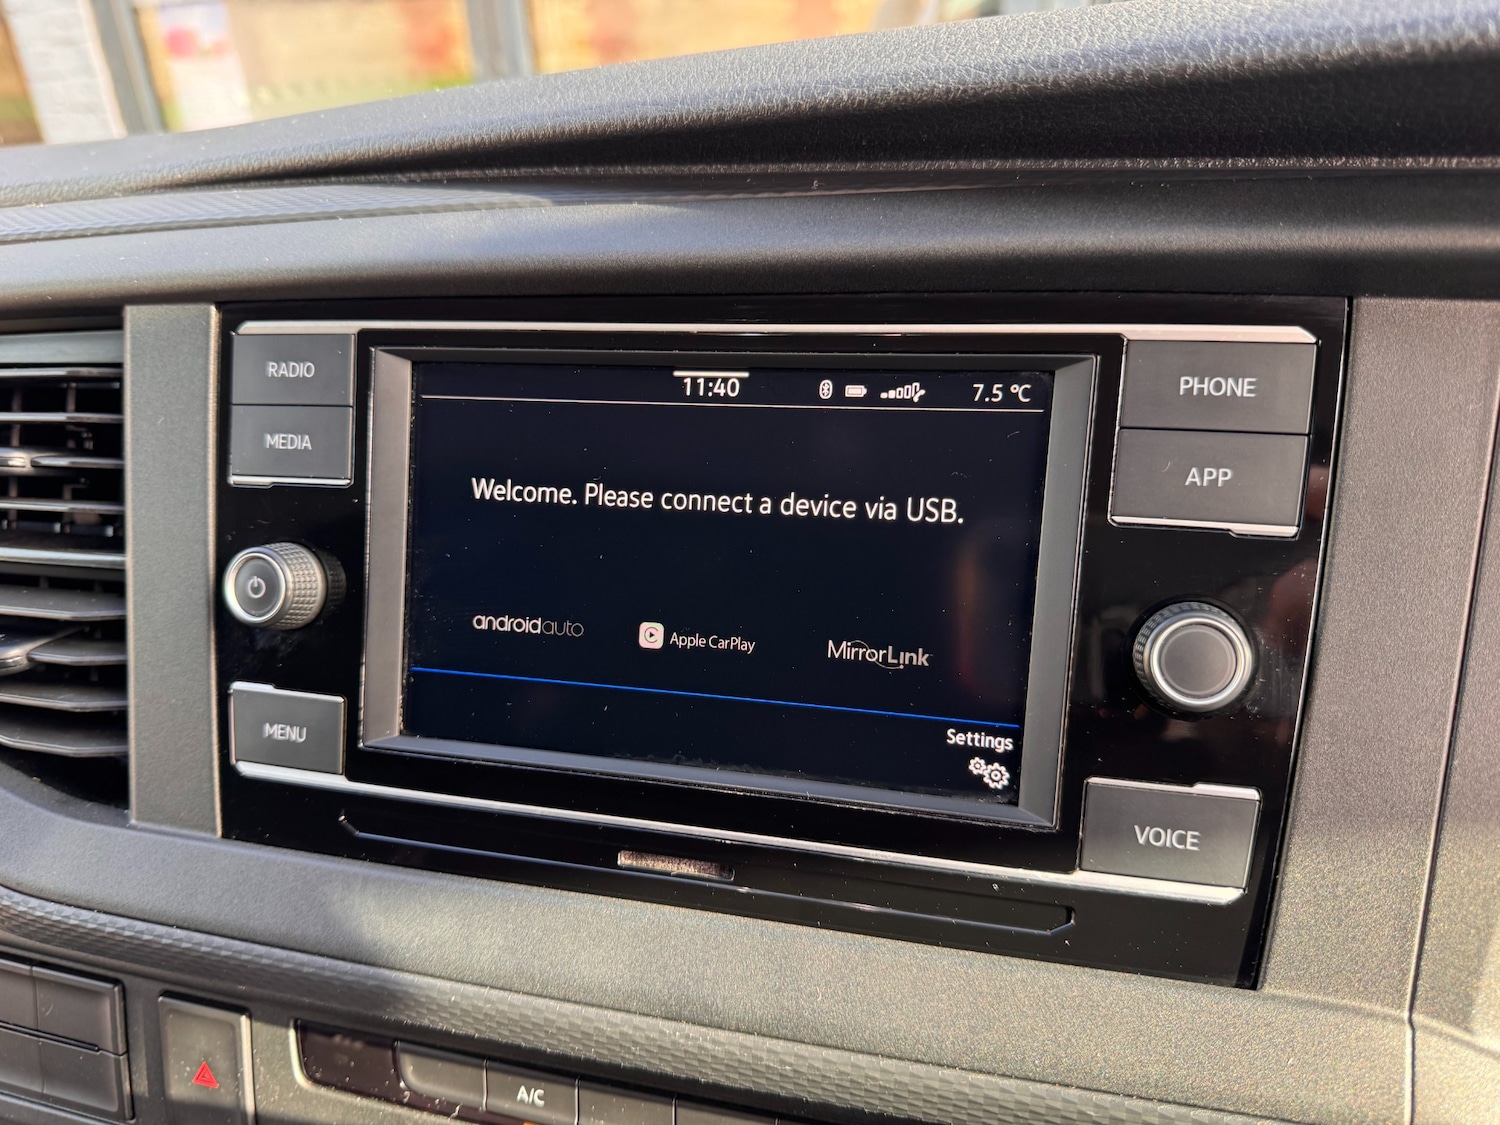 RADIO
MEDIA
11:40
7.5 °C
PHONE
APP
Welcome. Please connect a device via USB.
androidauto
Apple CarPlay
MirrorLink
MENU
Settings
VOICE
A/C